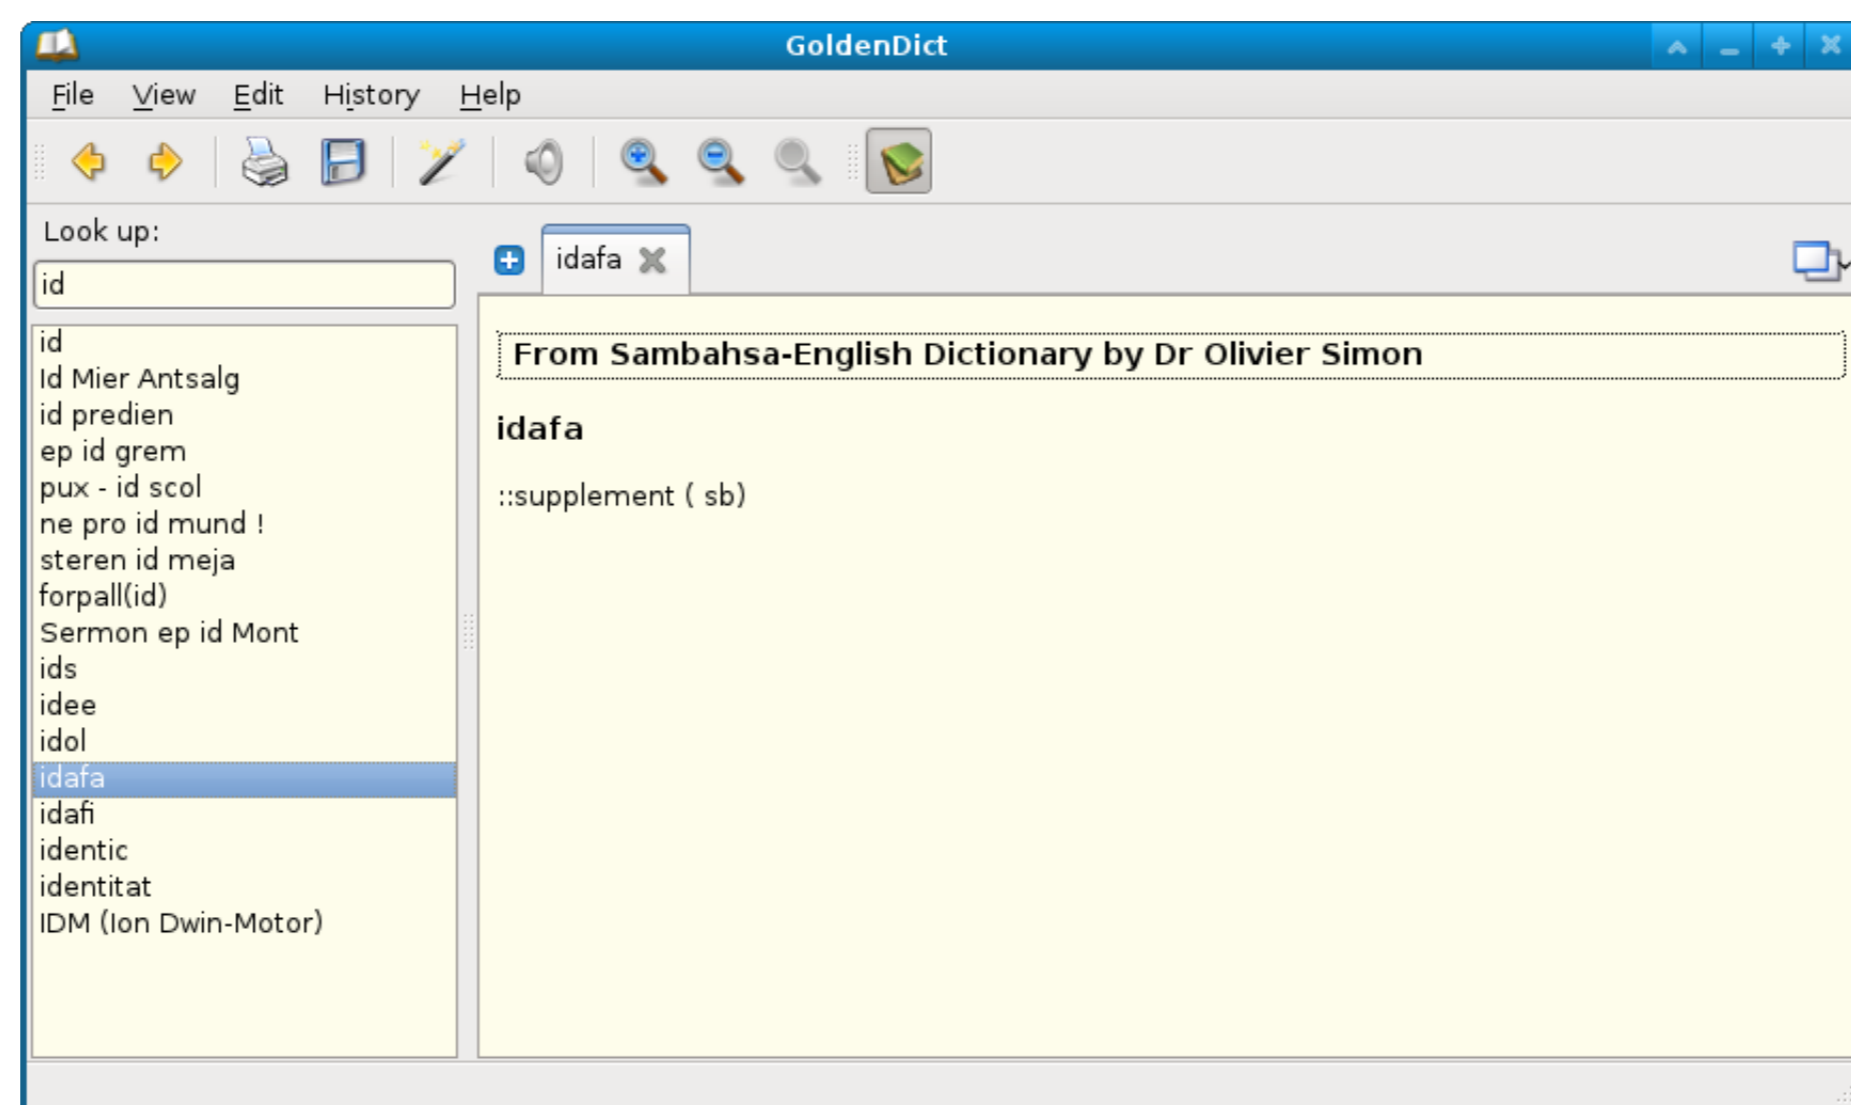 GoldenDict
File View Edit History Help
Look up:
id
idafa
id
Id Mier Antsalg
id predien
ep id grem
pux - id scol
ne pro id mund !
steren id meja
forpall(id)
Sermon ep id Mont
ids
idee
idol
idafa
idafi
identic
identitat
IDM (Ion Dwin-Motor)
From Sambahsa-English Dictionary by Dr Olivier Simon
idafa
::supplement ( sb)